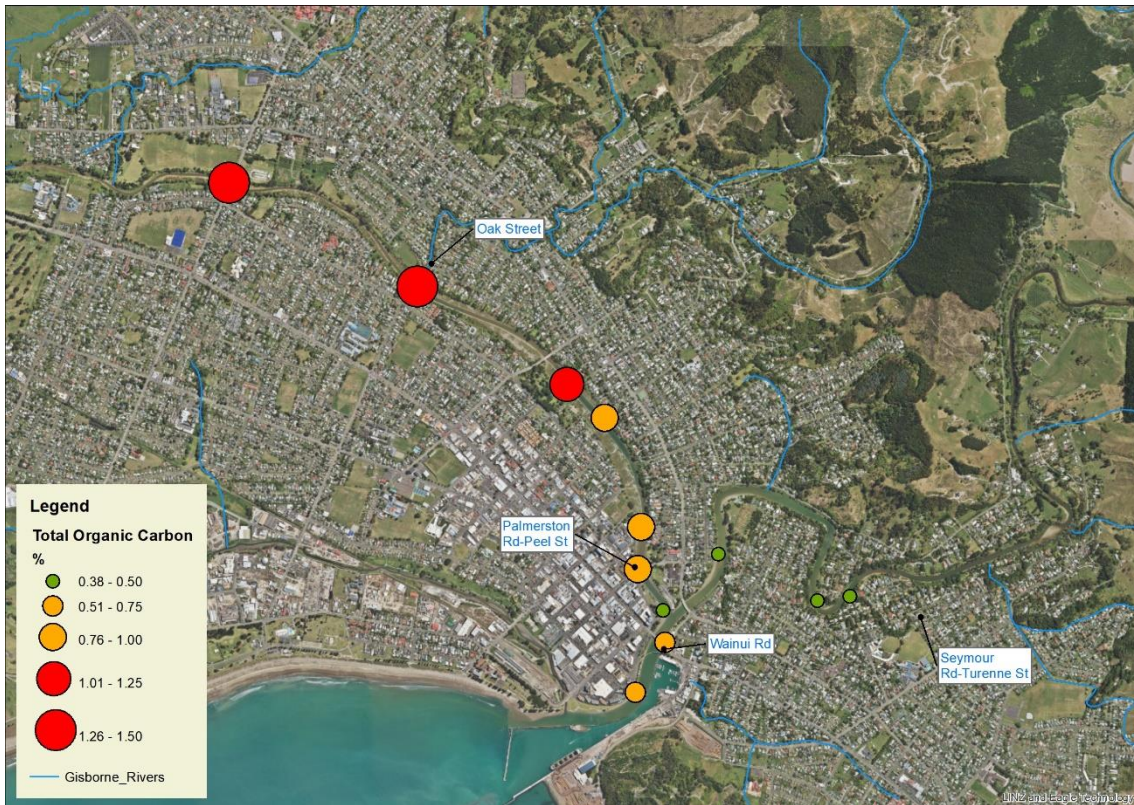 Oak Street
Palmerston
Rd-Peel St
Wainui Rd
Seymour
Rd-Turenne St
Legend
Total Organic Carbon
%
0.38 - 0.50
0.51 - 0.75
0.76 - 1.00
1.01 - 1.25
1.26 - 1.50
Gisborne_Rivers
LINZ and Eagle Technology